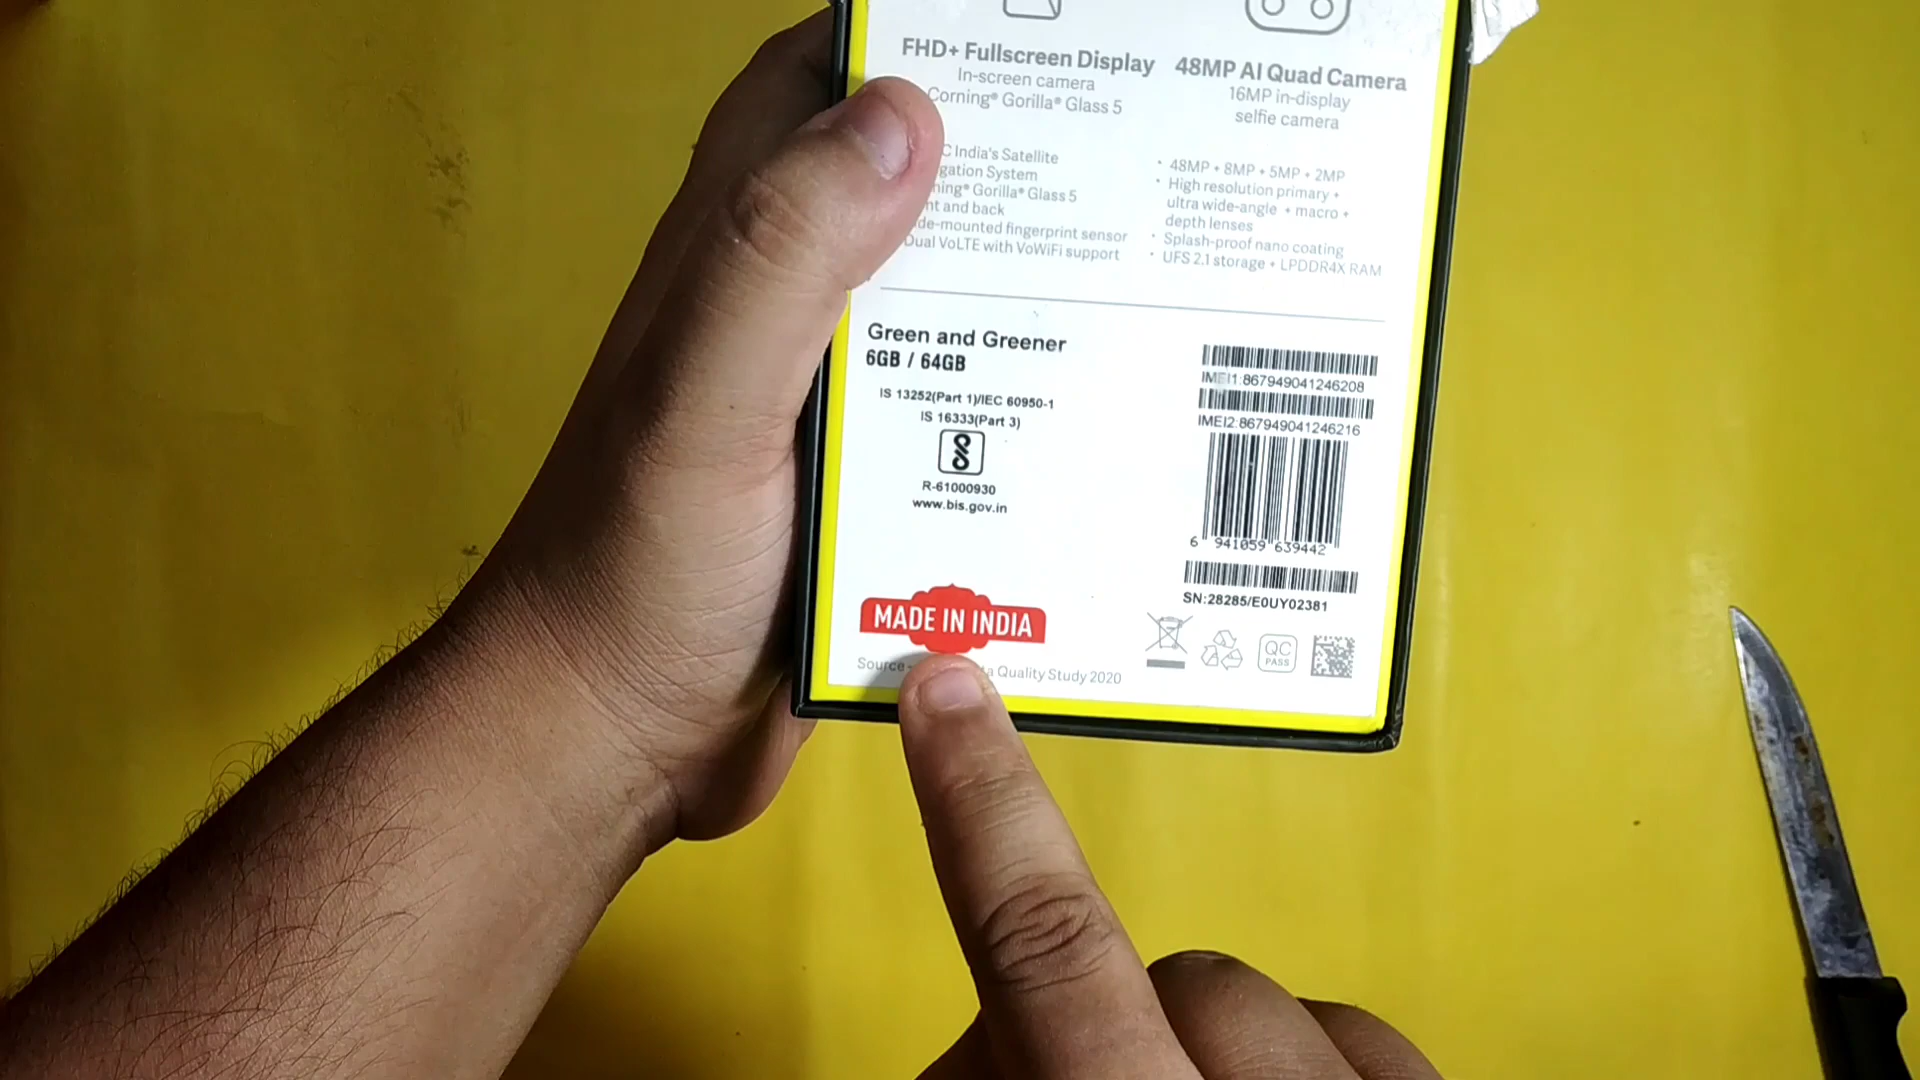 FHD+ Fullscreen Display
In-screen camera
Corning® Gorilla® Glass 5
48MP AI Quad Camera
16MP in-display
selfie camera
India's Satellite
System
Gorilla® Glass 5
and back
fingerprint sensor
Dual VoLTE with VoWiFi support
• 48MP + 8MP + 5MP + 2MP
• High resolution primary +
ultra wide-angle + macro +
depth lenses
• Splash-proof nano coating
• UFS 2.1 storage + LPDDR4X RAM
Green and Greener
6GB / 64GB
IS 13252(Part 1)/IEC 60950-1
IS 16333(Part 3)
R-61000930
www.bis.gov.in
IMEI1:867949041246208
IMEI2:867949041246216
6 941059 639442
SN:28285/E0UY02381
MADE IN INDIA
QC
PASS
Source - Quality Study 2020